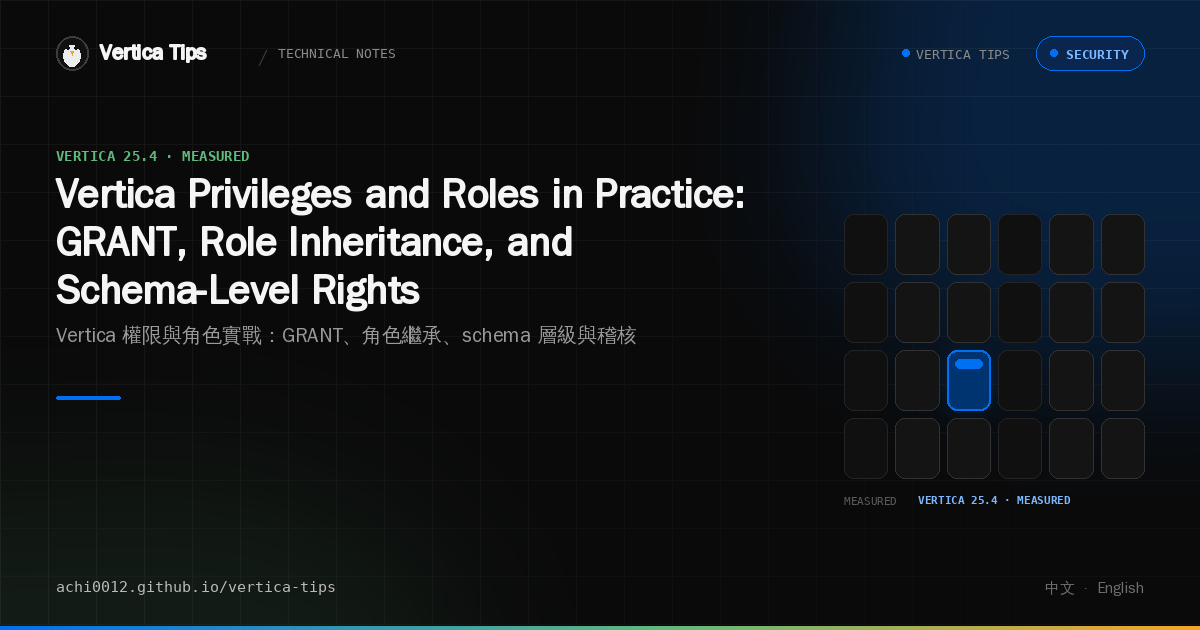 Vertica Tips / TECHNICAL NOTES
VERTICA TIPS
SECURITY
VERTICA 25.4 · MEASURED
Vertica Privileges and Roles in Practice:
GRANT, Role Inheritance, and
Schema-Level Rights
Vertica 權限與角色實戰：GRANT、角色繼承、schema 層級與稽核
MEASURED
VERTICA 25.4 · MEASURED
achi0012.github.io/vertica-tips
中文 · English